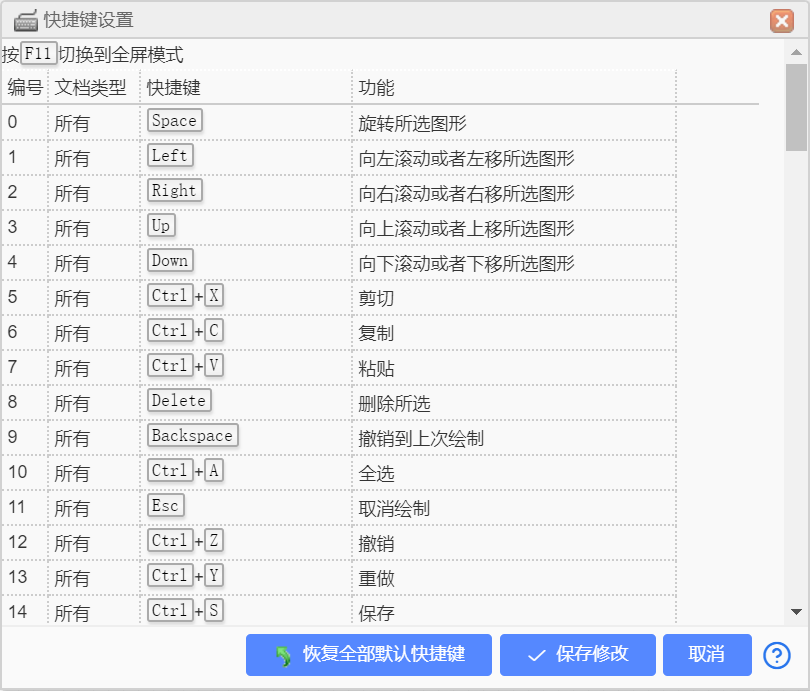 快捷键设置
按F11切换到全屏模式
编号 文档类型 快捷键 功能
0 所有 Space 旋转所选图形
1 所有 Left 向左滚动或者左移所选图形
2 所有 Right 向右滚动或者右移所选图形
3 所有 Up 向上滚动或者上移所选图形
4 所有 Down 向下滚动或者下移所选图形
5 所有 Ctrl+X 剪切
6 所有 Ctrl+C 复制
7 所有 Ctrl+V 粘贴
8 所有 Delete 删除所选
9 所有 Backspace 撤销到上次绘制
10 所有 Ctrl+A 全选
11 所有 Esc 取消绘制
12 所有 Ctrl+Z 撤销
13 所有 Ctrl+Y 重做
14 所有 Ctrl+S 保存
恢复全部默认快捷键 保存修改 取消 ?